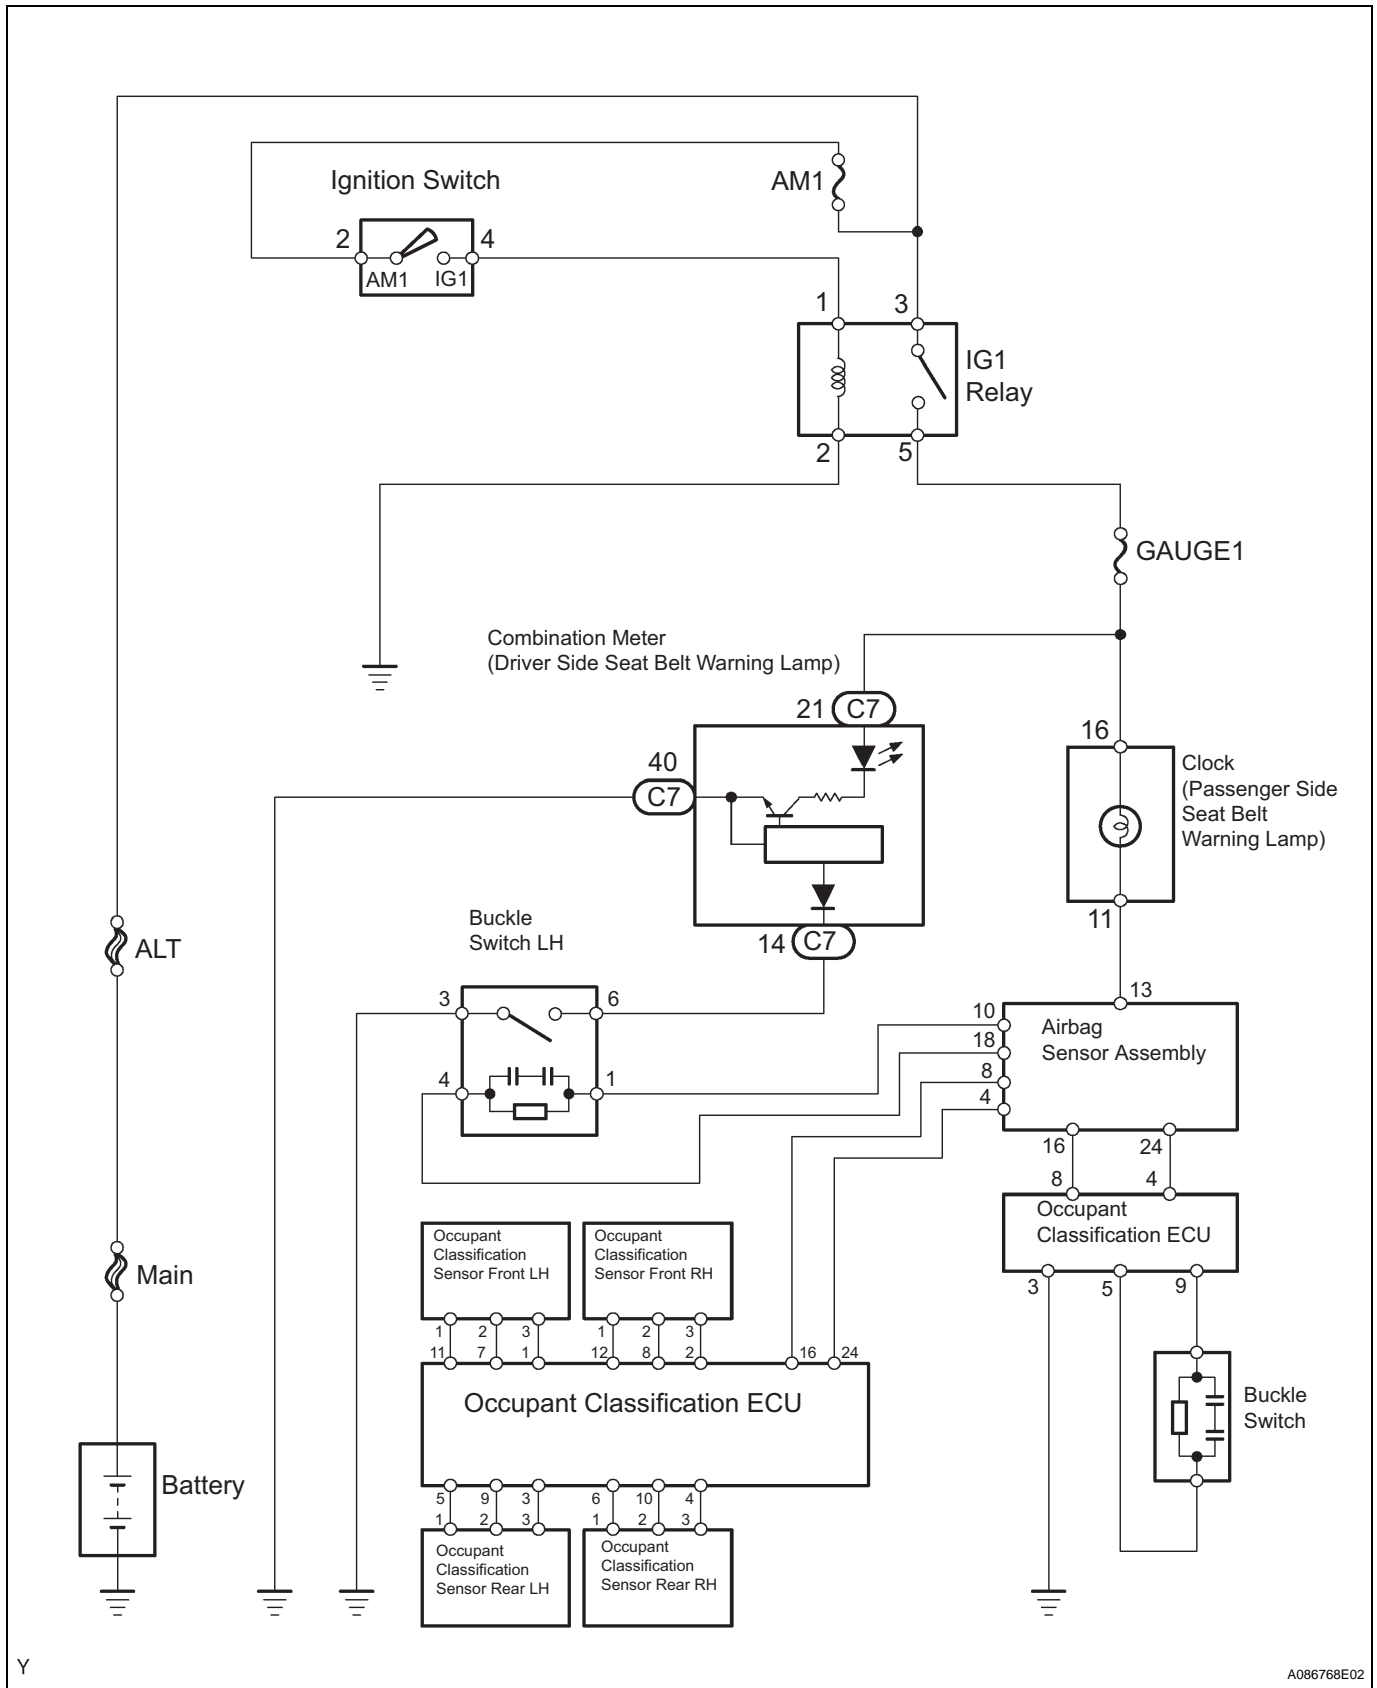 Ignition Switch
AM1
2
4
AM1
IG1
1
3
IG1
Relay
2
5
GAUGE1
Combination Meter
(Driver Side Seat Belt Warning Lamp)
21
C7
16
40
C7
Clock
(Passenger Side
Seat Belt
Warning Lamp)
11
14
C7
Buckle
Switch LH
ALT
3
6
4
1
13
10
18
8
4
Airbag
Sensor Assembly
16
24
8
4
Occupant
Classification ECU
3
5
9
Main
Occupant
Classification
Sensor Front LH
Occupant
Classification
Sensor Front RH
1
2
3
1
2
3
11
7
1
12
8
2
16
24
Occupant Classification ECU
Buckle
Switch
Battery
5
9
3
6
10
4
1
2
3
1
2
3
Occupant
Classification
Sensor Rear LH
Occupant
Classification
Sensor Rear RH
Y
A086768E02